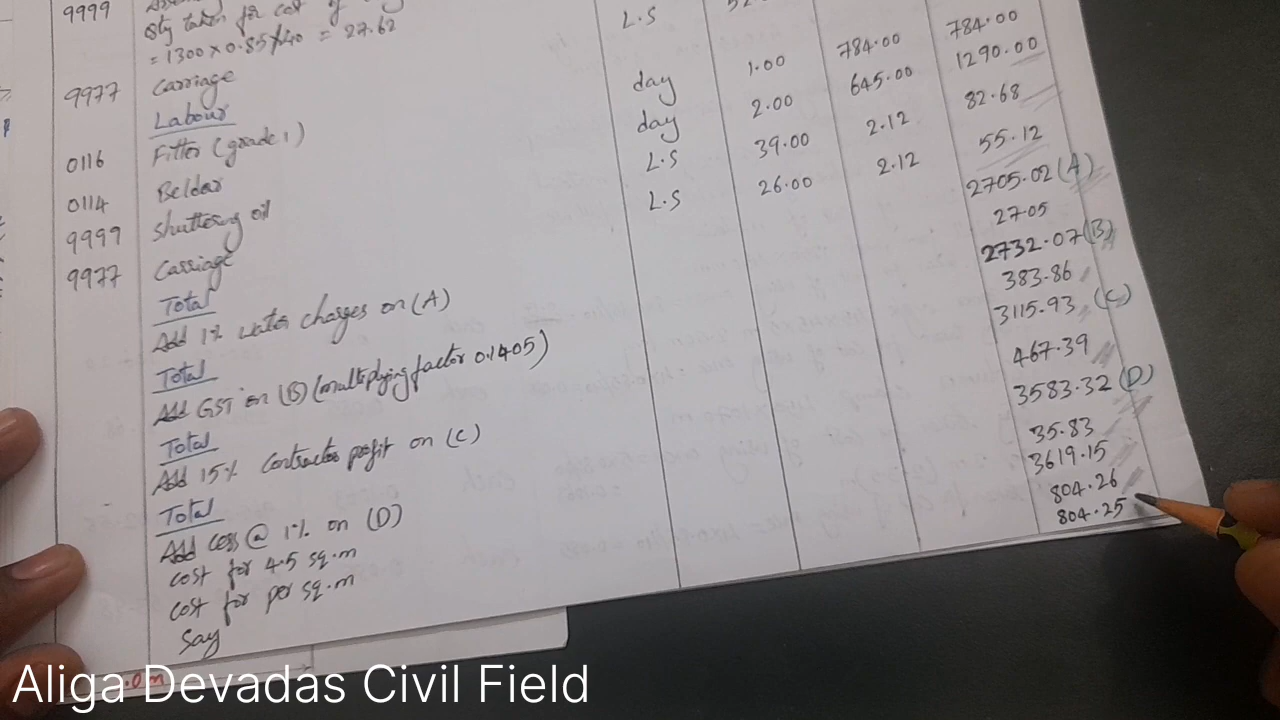 9999
Qty taken for cost of
= 1300 x 0.85/40 = 27.62
L.S
9977 Carriage
Labour
0116 Fitter (grade 1) day 1.00 784.00 784.00
0114 Beldar day 2.00 645.00 1290.00
9999 Shuttering oil L.S 39.00 2.12 82.68
9977 Carriage L.S 26.00 2.12 55.12
Total 2705.02 (A)
Add 1% water charges on (A) 27.05
Total 2732.07 (B)
Add GST on (B) (multiplying factor 0.1405) 383.86
Total 3115.93 (C)
Add 15% contractor profit on (C) 467.39
Total 3583.32 (D)
Add cess @ 1% on (D) 35.83
cost for 4.5 sq.m 3619.15
cost for per sq.m 804.26
Say 804.25
.0 m
Aliga Devadas Civil Field